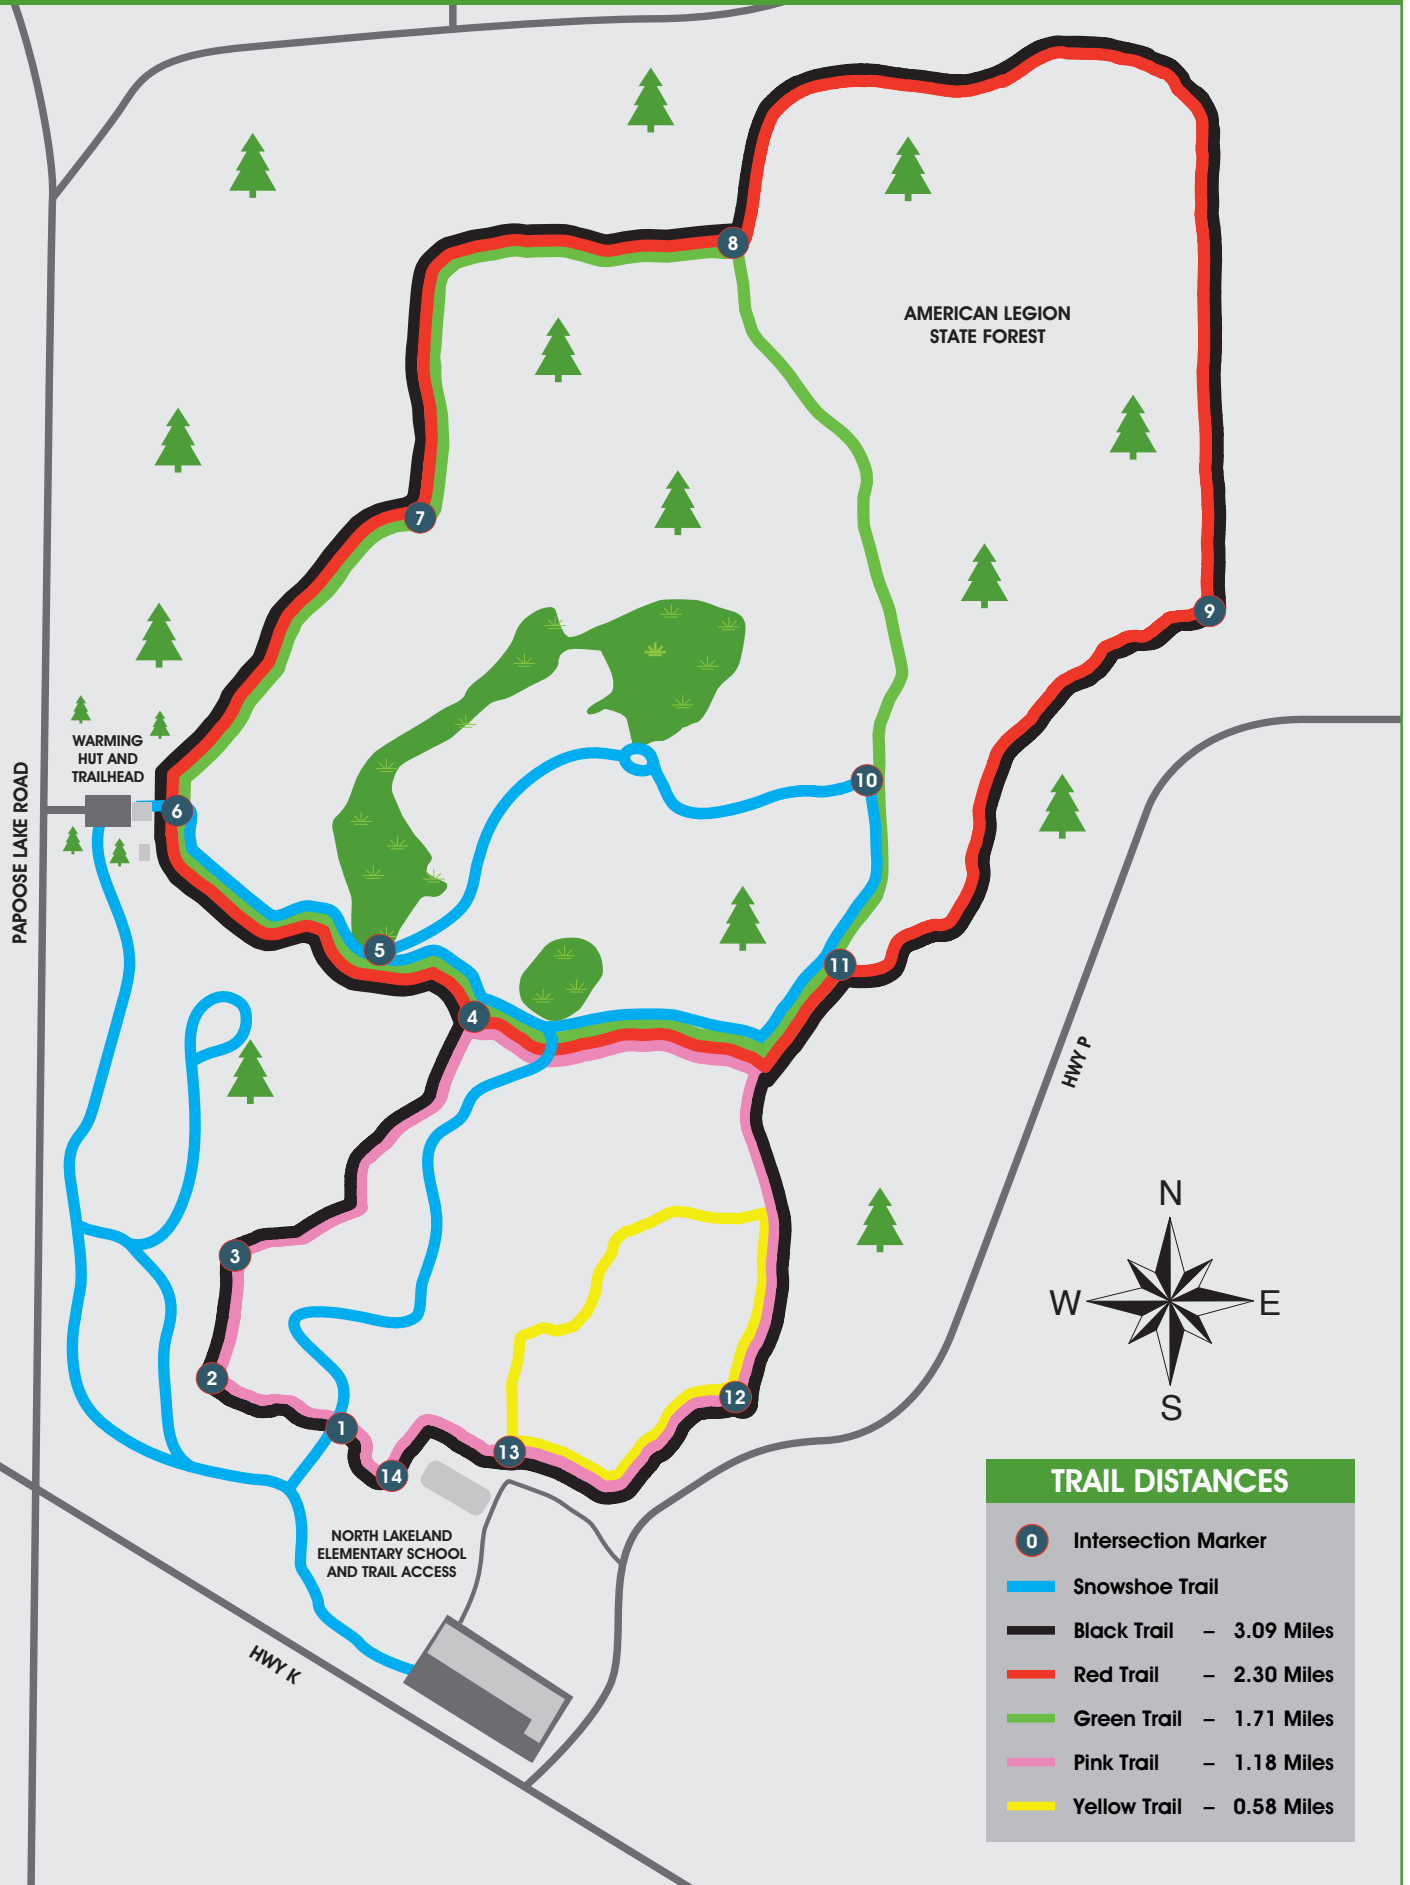 8
AMERICAN LEGION
STATE FOREST
7
9
WARMING
HUT AND
TRAILHEAD
PAPOOSE LAKE ROAD
6
10
5
11
4
HWY P
3
N
W
E
S
2
12
1
13
14
NORTH LAKELAND
ELEMENTARY SCHOOL
AND TRAIL ACCESS
HWY K
TRAIL DISTANCES
0 Intersection Marker
Snowshoe Trail
Black Trail – 3.09 Miles
Red Trail – 2.30 Miles
Green Trail – 1.71 Miles
Pink Trail – 1.18 Miles
Yellow Trail – 0.58 Miles